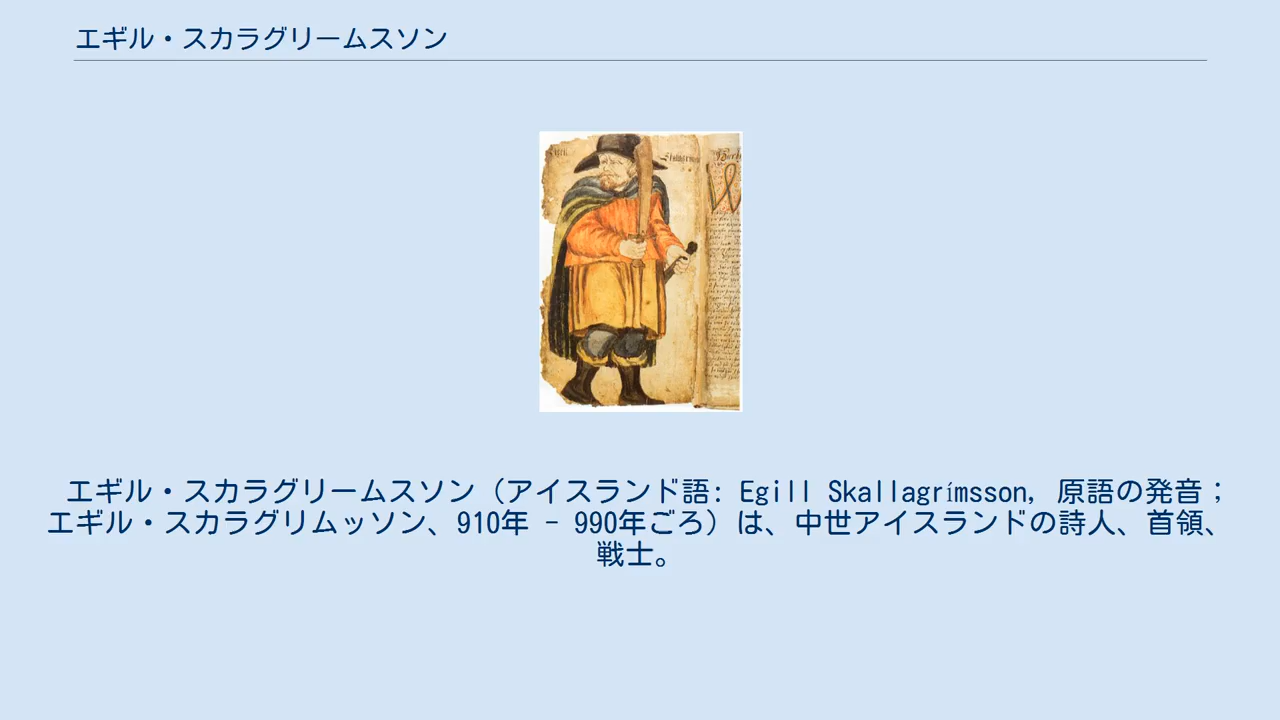 エギル・スカラグリームスソン
エギル・スカラグリームスソン（アイスランド語: Egill Skallagrímsson, 原語の発音；
エギル・スカラグリムッソン、910年 - 990年ごろ）は、中世アイスランドの詩人、首領、
戦士。